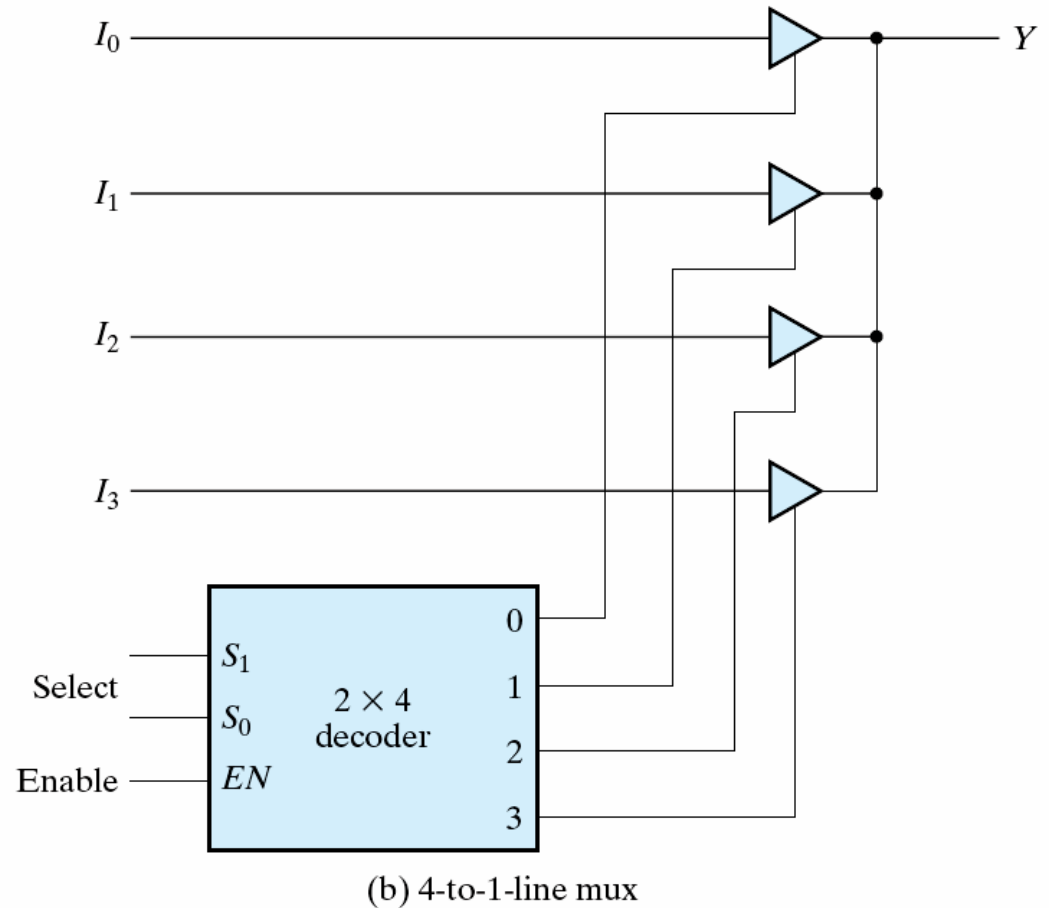 I₀
Y
I₁
I₂
I₃
0
S₁
Select
1
2 × 4
S₀
decoder
2
Enable
EN
3
(b) 4-to-1-line mux